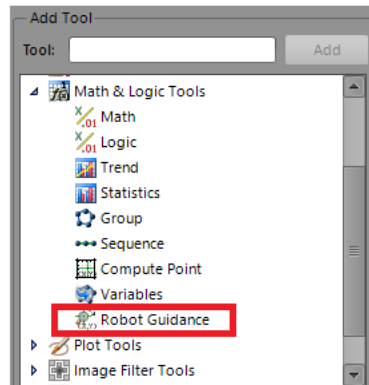 Add Tool
Tool: Add
Math & Logic Tools
Math
Logic
Trend
Statistics
Group
Sequence
Compute Point
Variables
Robot Guidance
Plot Tools
Image Filter Tools